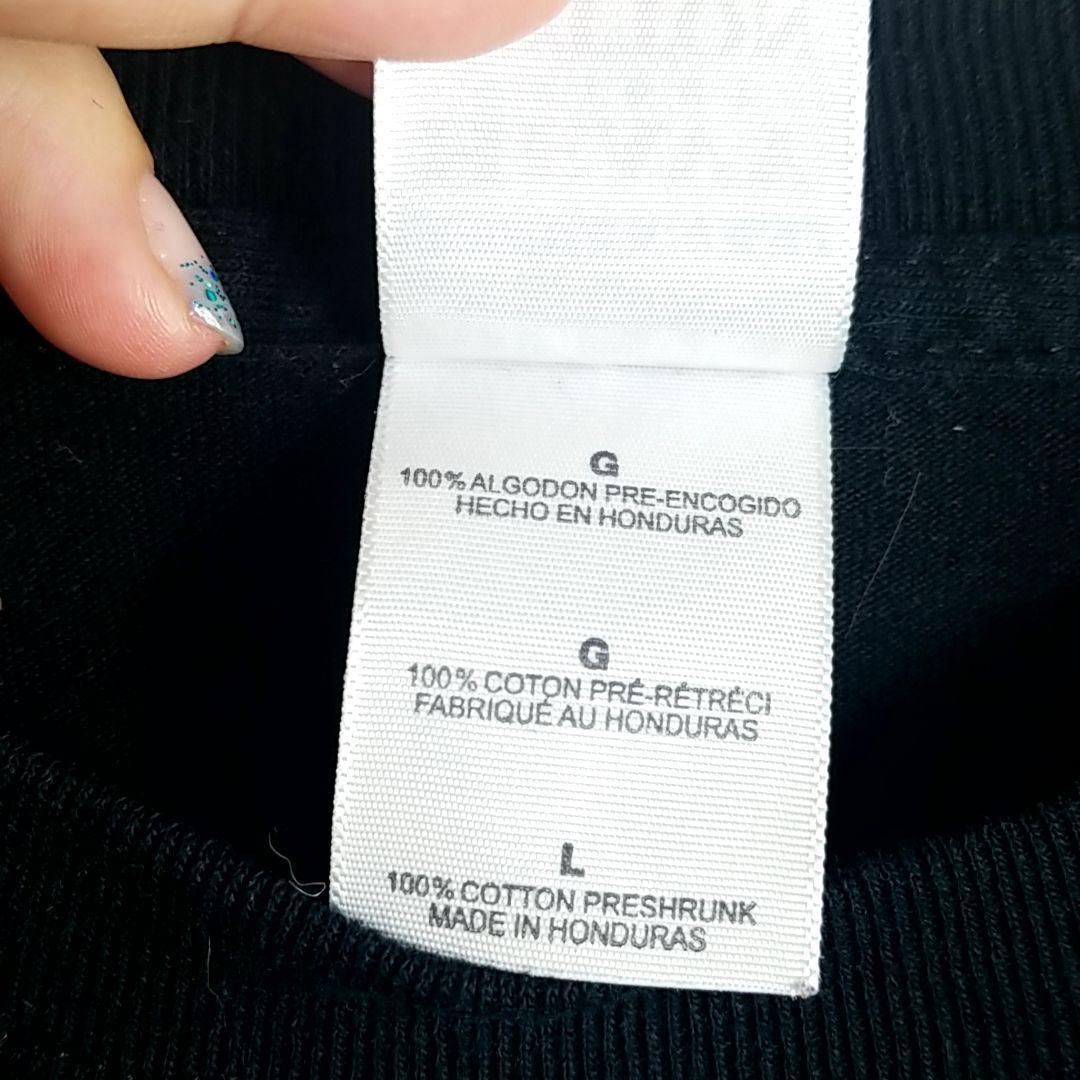 G
100% ALGODON PRE-ENCOGIDO
HECHO EN HONDURAS
G
100% COTON PRÉ-RÉTRÉCI
FABRIQUÉ AU HONDURAS
L
100% COTTON PRESHRUNK
MADE IN HONDURAS